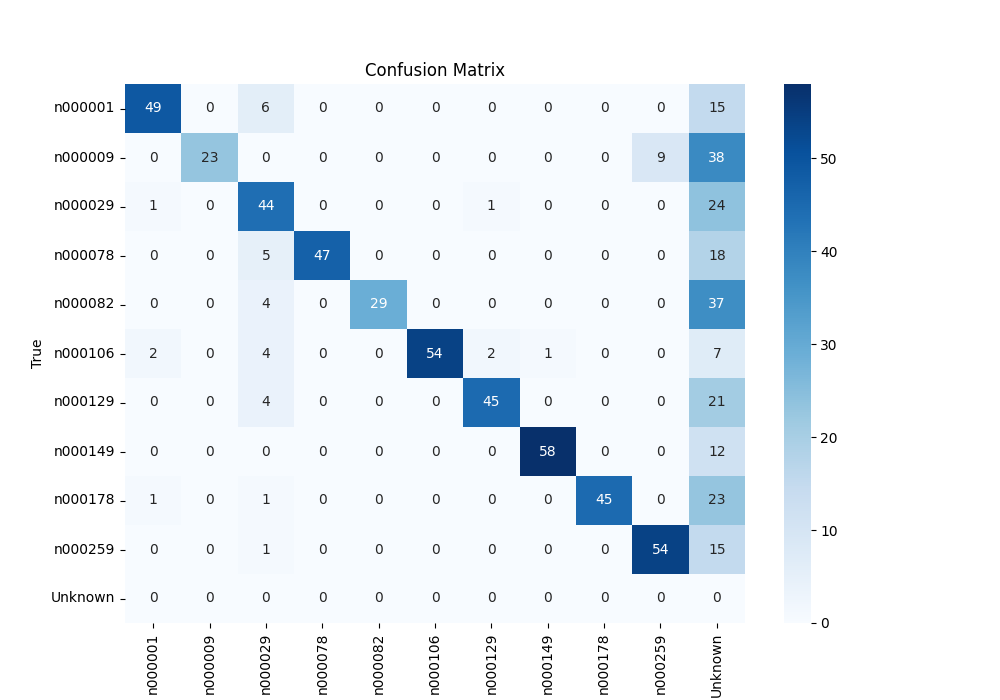 Confusion Matrix
n000001 49 0 6 0 0 0 0 0 0 0 15
n000009 0 23 0 0 0 0 0 0 0 9 38
n000029 1 0 44 0 0 0 1 0 0 0 24
n000078 0 0 5 47 0 0 0 0 0 0 18
n000082 0 0 4 0 29 0 0 0 0 0 37
n000106 2 0 4 0 0 54 2 1 0 0 7
n000129 0 0 4 0 0 0 45 0 0 0 21
n000149 0 0 0 0 0 0 0 58 0 0 12
n000178 1 0 1 0 0 0 0 0 45 0 23
n000259 0 0 1 0 0 0 0 0 0 54 15
Unknown 0 0 0 0 0 0 0 0 0 0 0
True
n000001 n000009 n000029 n000078 n000082 n000106 n000129 n000149 n000178 n000259 Unknown
50
40
30
20
10
0